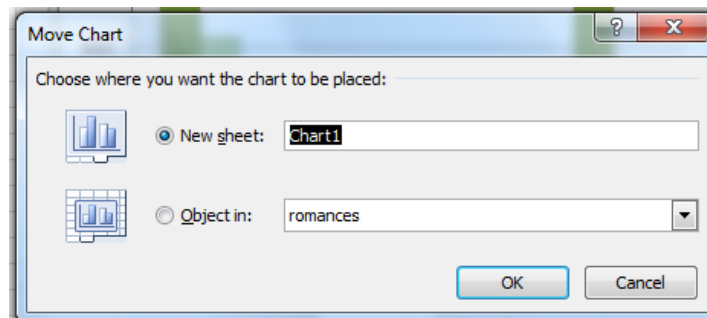 Move Chart
Choose where you want the chart to be placed:
New sheet: Chart1
Object in: romances
OK Cancel